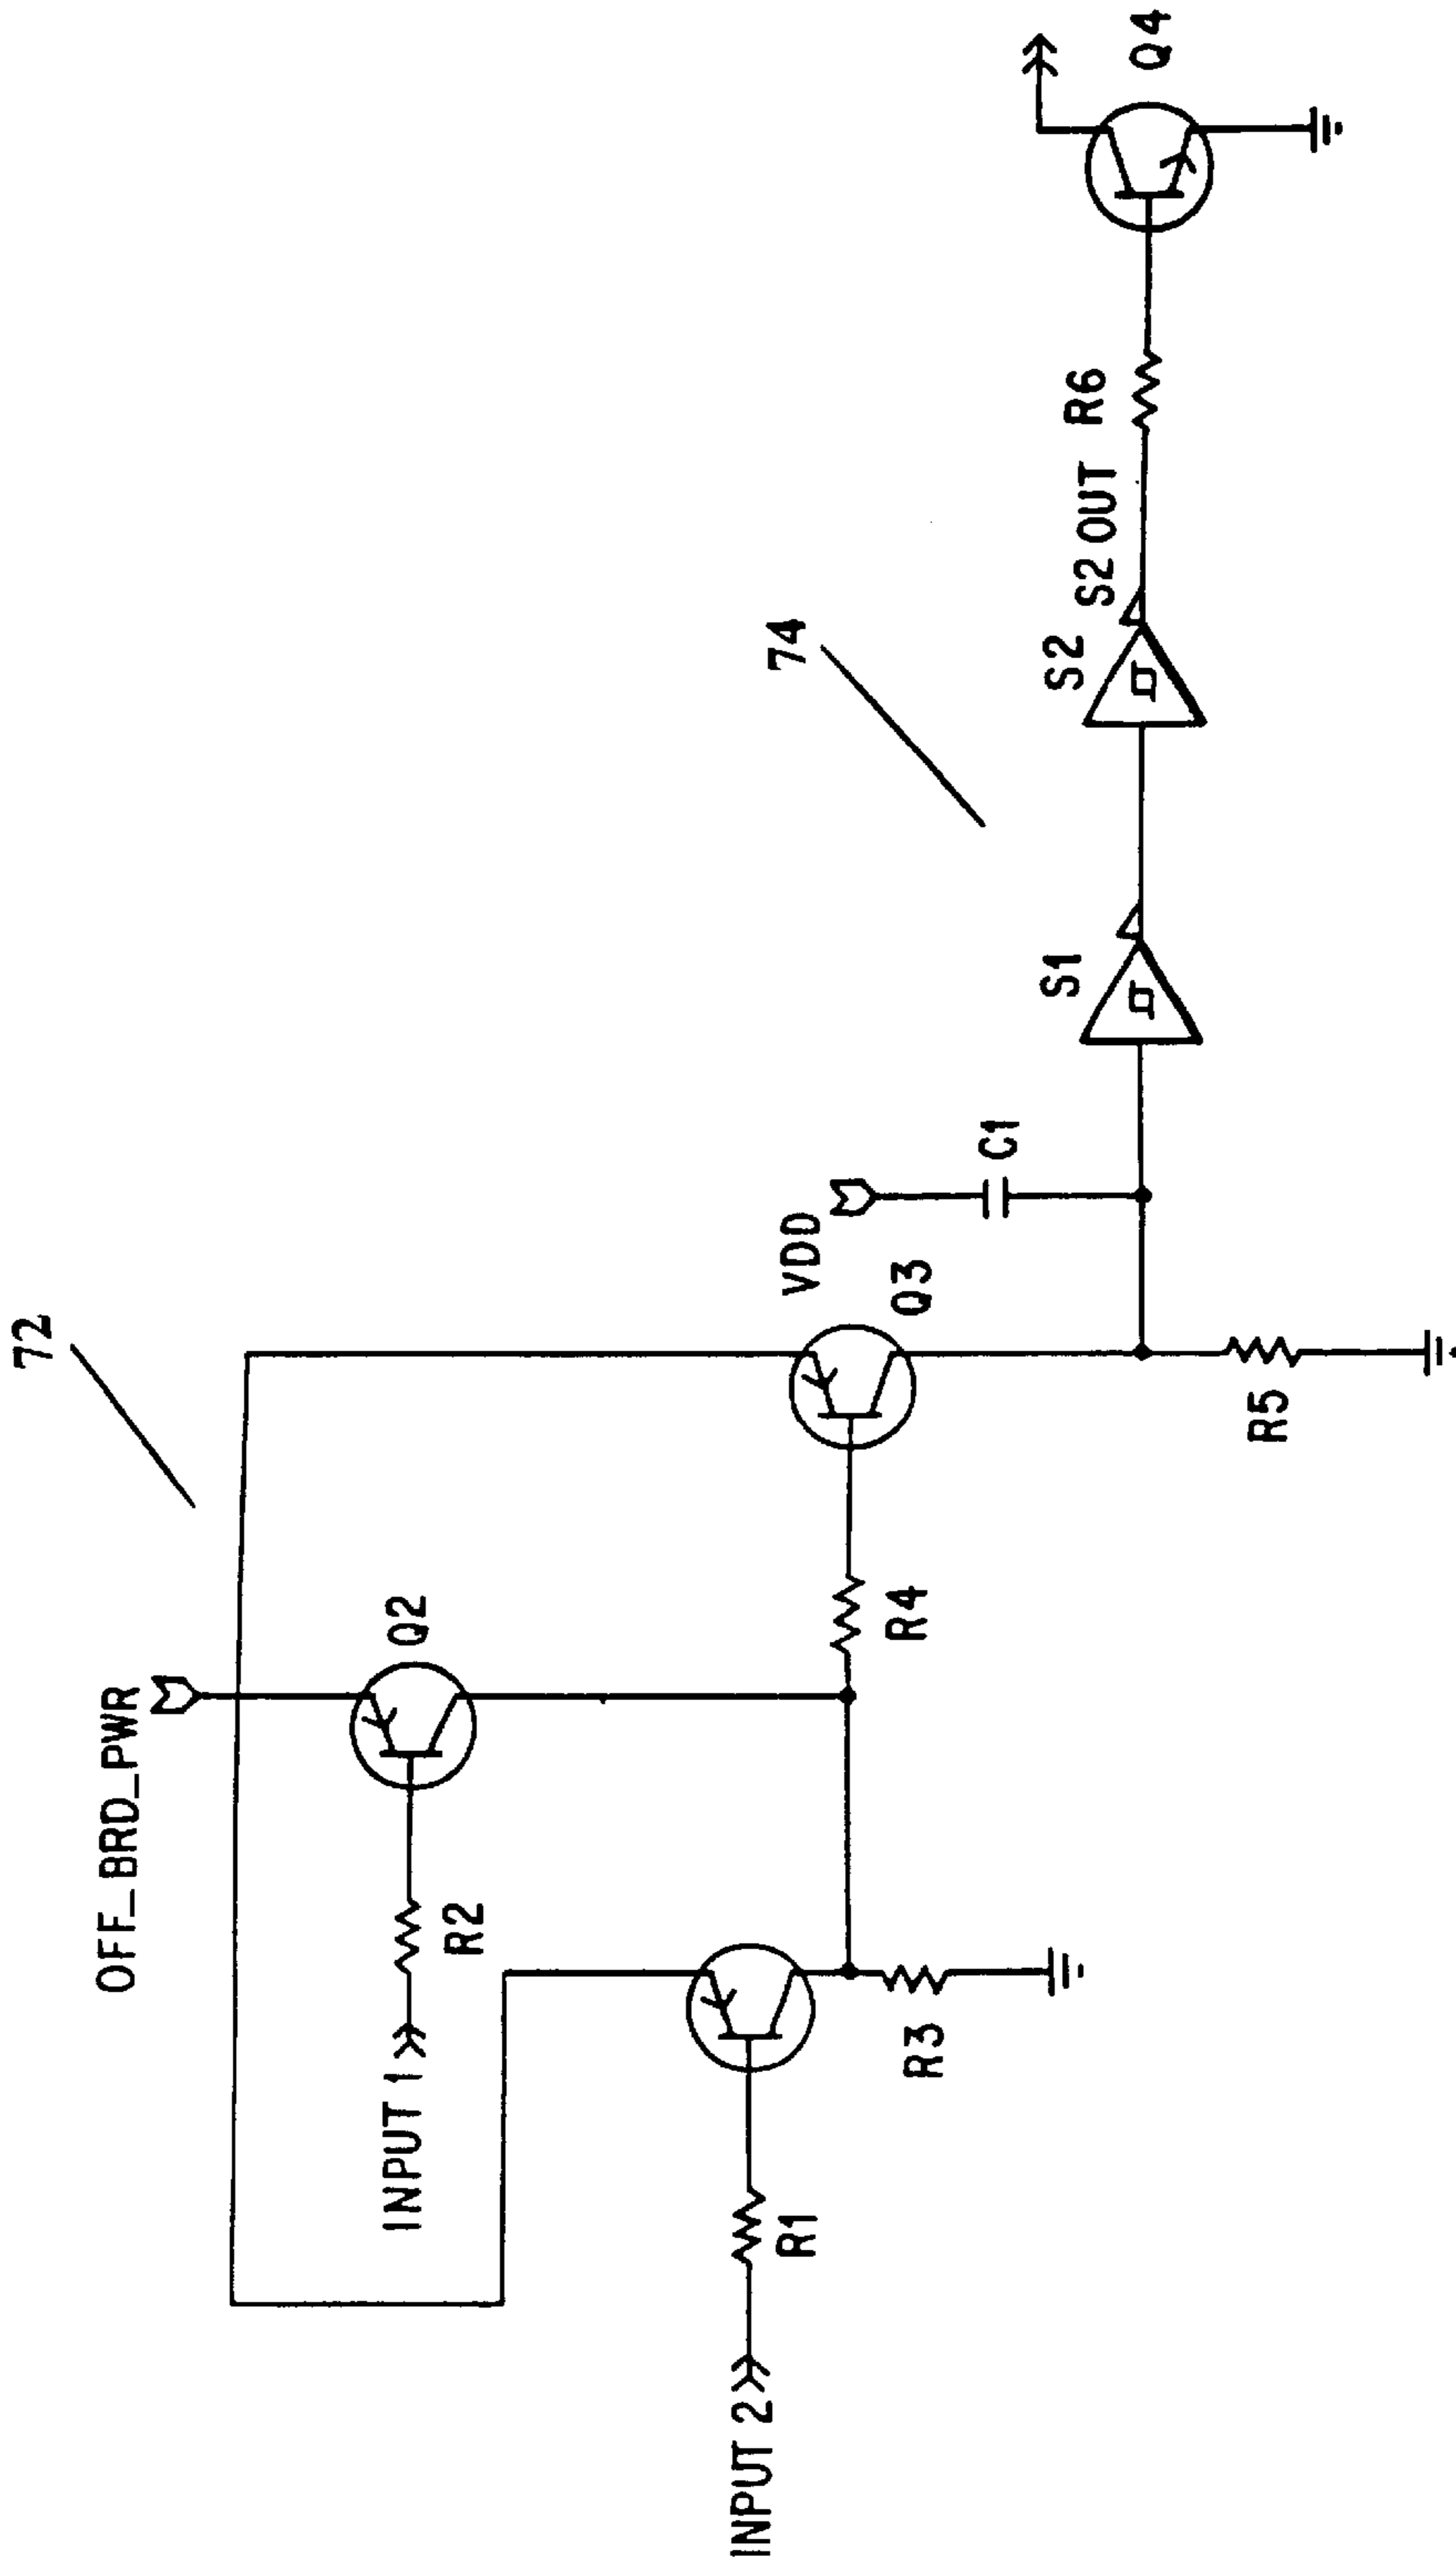 72
OFF_BRD_PWR
Q2
INPUT 1
R2
74
VDD
Q3
C1
S1
S2
S2 OUT
R6
Q4
INPUT 2
R1
R3
R4
R5